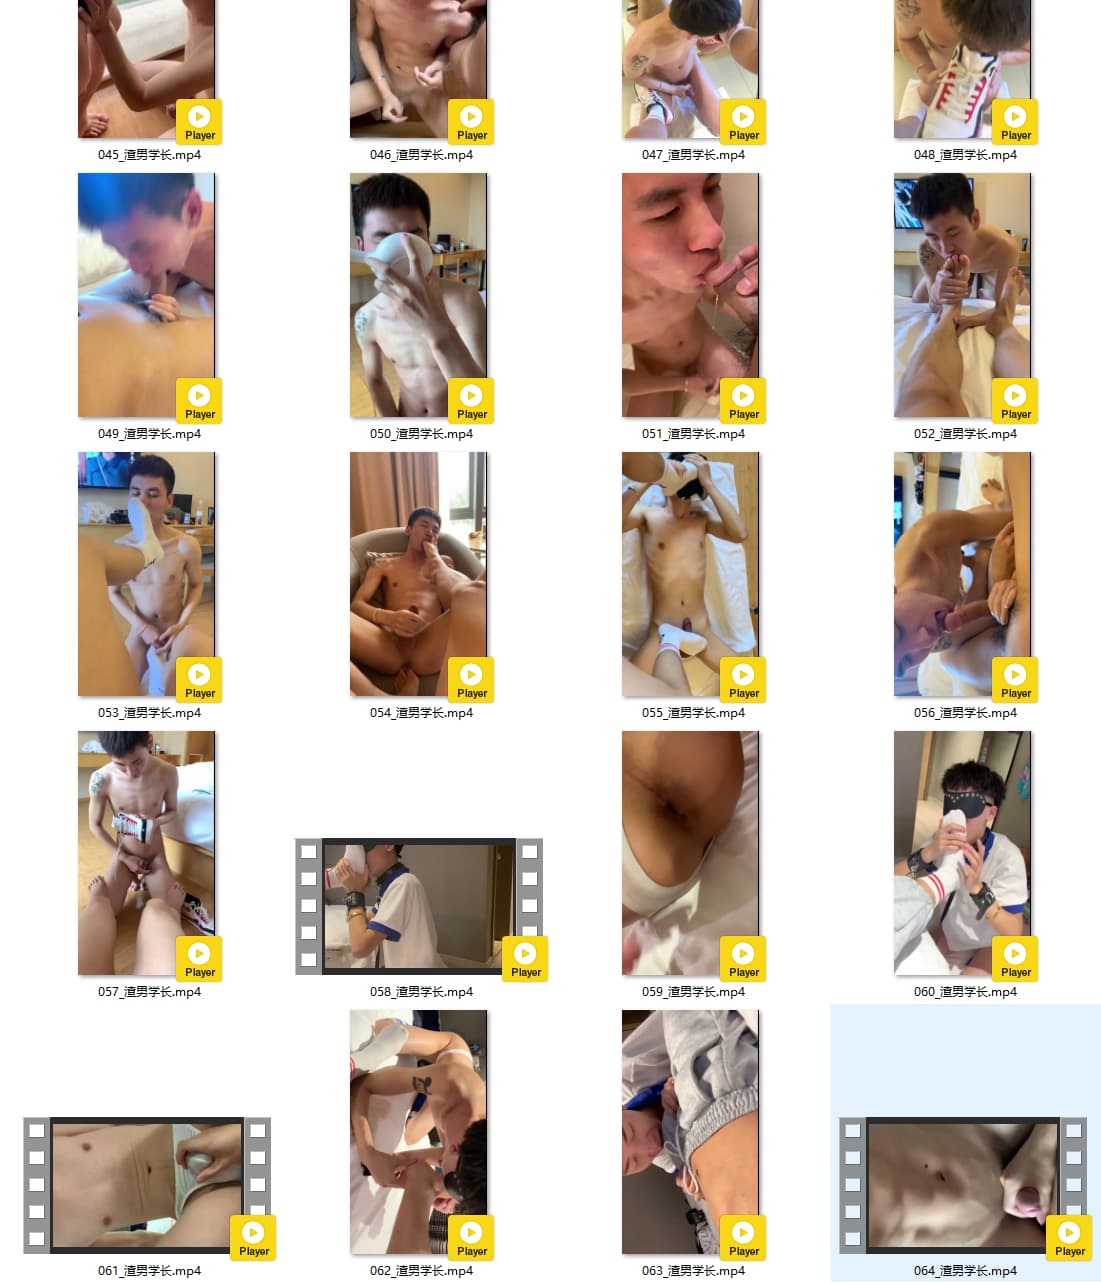 Player
Player
Player
Player
045_渣男学长.mp4
046_渣男学长.mp4
047_渣男学长.mp4
048_渣男学长.mp4
Player
Player
Player
Player
049_渣男学长.mp4
050_渣男学长.mp4
051_渣男学长.mp4
052_渣男学长.mp4
Player
Player
Player
Player
053_渣男学长.mp4
054_渣男学长.mp4
055_渣男学长.mp4
056_渣男学长.mp4
Player
Player
Player
Player
057_渣男学长.mp4
058_渣男学长.mp4
059_渣男学长.mp4
060_渣男学长.mp4
Player
Player
Player
Player
061_渣男学长.mp4
062_渣男学长.mp4
063_渣男学长.mp4
064_渣男学长.mp4